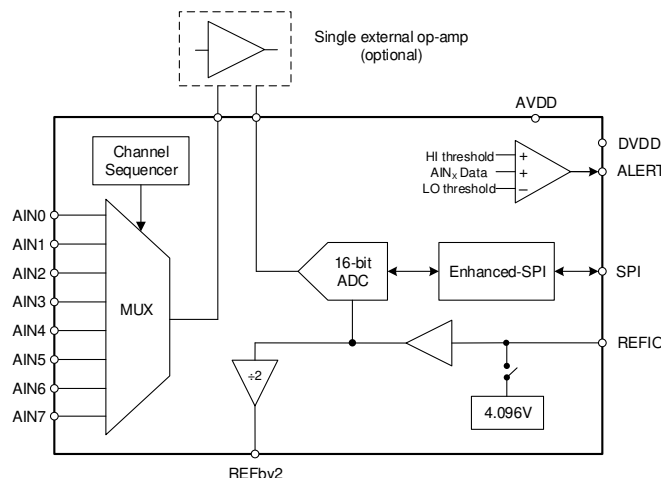 Single external op-amp
(optional)
AVDD
DVDD
Channel
Sequencer
HI threshold
+
AINx Data
+
ALERT
LO threshold
−
AIN0
AIN1
AIN2
AIN3
AIN4
AIN5
AIN6
AIN7
MUX
16-bit
ADC
Enhanced-SPI
SPI
REFIO
÷2
4.096V
REFby2